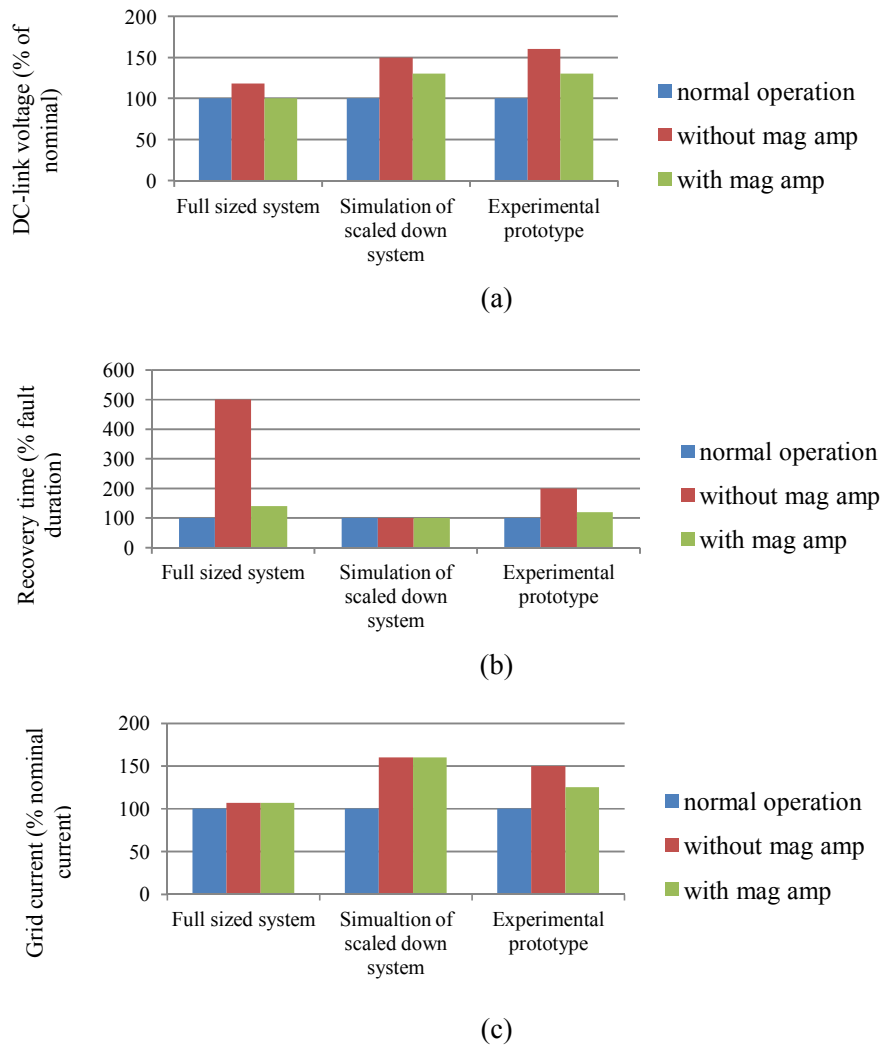 DC-link voltage (% of
nominal)
200
150
100
50
0
Full sized system
Simulation of
scaled down
system
Experimental
prototype
normal operation
without mag amp
with mag amp
(a)
Recovery time (% fault
duration)
600
500
400
300
200
100
0
Full sized system
Simulation of
scaled down
system
Experimental
prototype
normal operation
without mag amp
with mag amp
(b)
Grid current (% nominal
current)
200
150
100
50
0
Full sized system
Simualtion of
scaled down
system
Experimental
prototype
normal operation
without mag amp
with mag amp
(c)